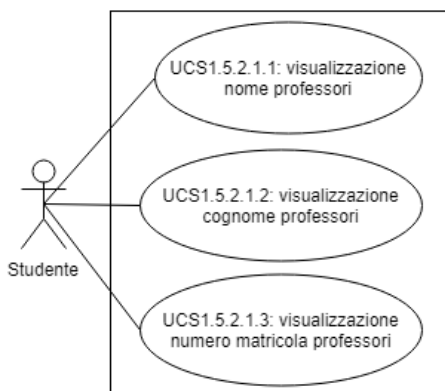 UCS1.5.2.1.1: visualizzazione
nome professori
UCS1.5.2.1.2: visualizzazione
cognome professori
Studente
UCS1.5.2.1.3: visualizzazione
numero matricola professori